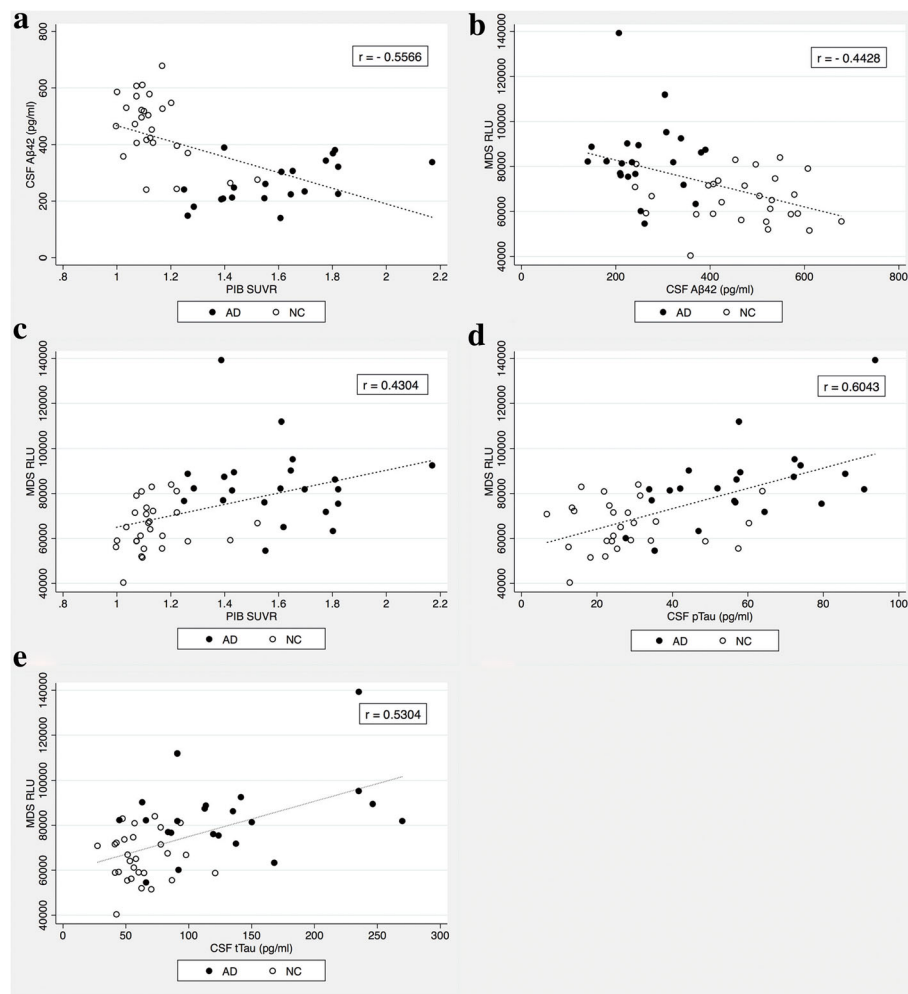 a
800
600
400
200
0
CSF Aβ42 (pg/ml)
r = - 0.5566
.8 1 1.2 1.4 1.6 1.8 2 2.2
PIB SUVR
AD NC
b
140000
120000
100000
80000
60000
40000
MDS RLU
r = - 0.4428
0 200 400 600 800
CSF Aβ42 (pg/ml)
AD NC
c
140000
120000
100000
80000
60000
40000
MDS RLU
r = 0.4304
.8 1 1.2 1.4 1.6 1.8 2 2.2
PIB SUVR
AD NC
d
140000
120000
100000
80000
60000
40000
MDS RLU
r = 0.6043
0 20 40 60 80 100
CSF pTau (pg/ml)
AD NC
e
140000
120000
100000
80000
60000
40000
MDS RLU
r = 0.5304
0 50 100 150 200 250 300
CSF tTau (pg/ml)
AD NC